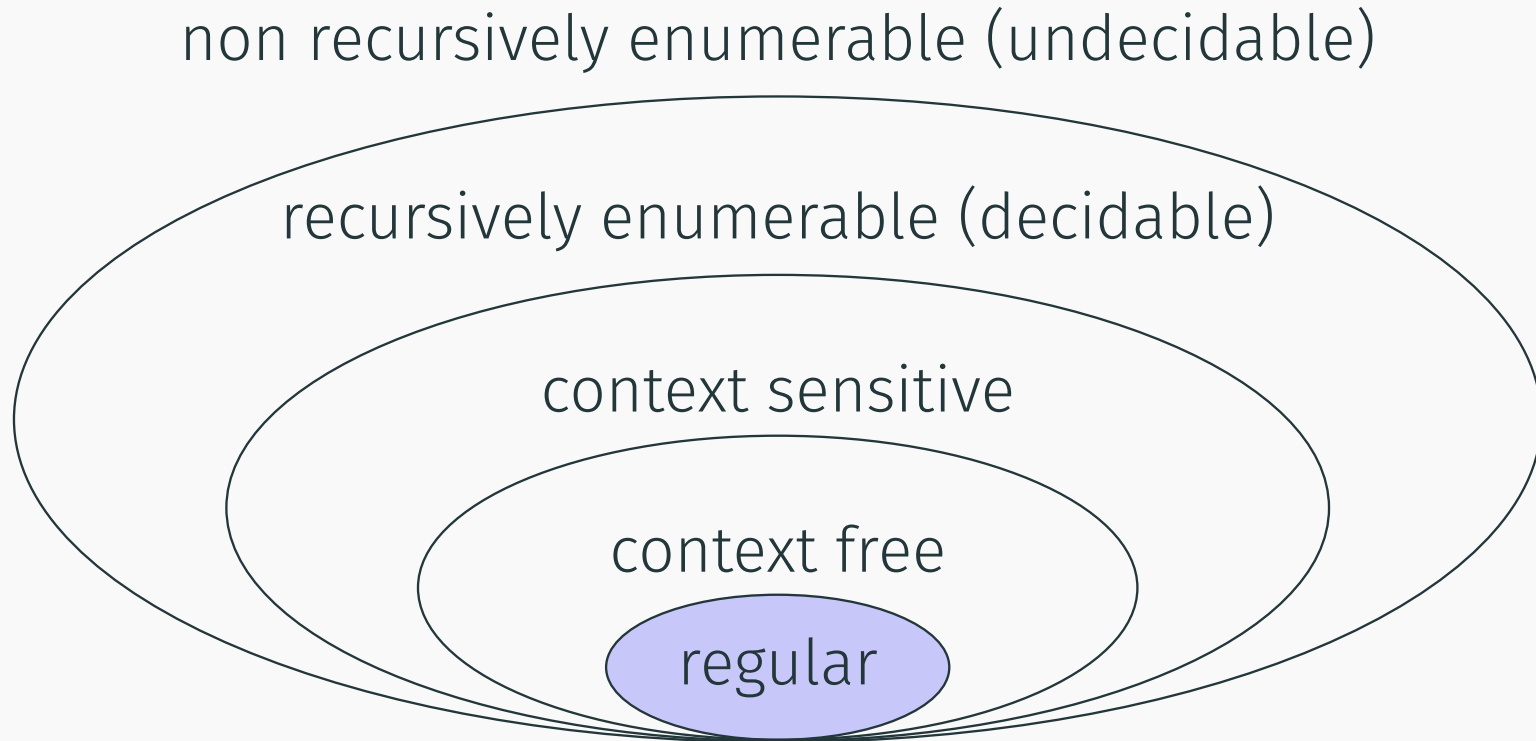 non recursively enumerable (undecidable)
recursively enumerable (decidable)
context sensitive
context free
regular